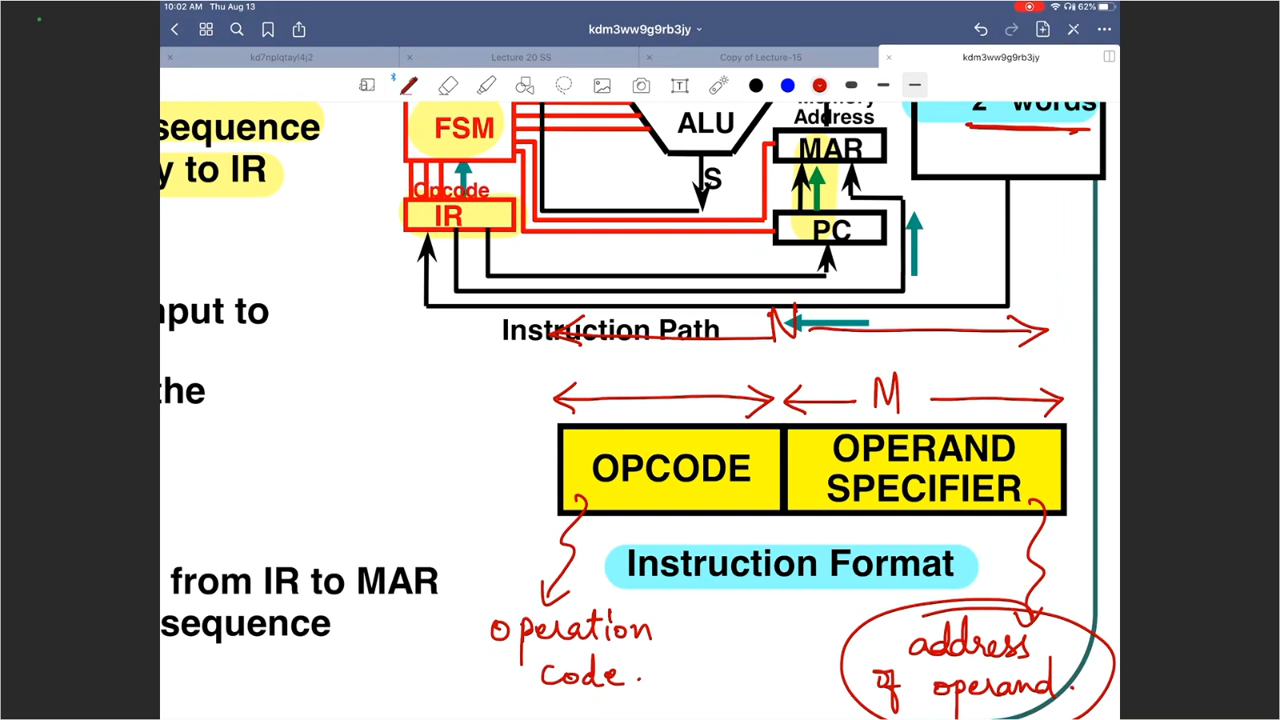 10:02 AM Thu Aug 13
62%
kdm3ww9g9rb3jy
kd7nplqtayl4j2
Lecture 20 SS
Copy of Lecture-15
kdm3ww9g9rb3jy
sequence
y to IR
nput to
the
from IR to MAR
sequence
FSM
Opcode
IR
ALU
S
Memory
Address
MAR
PC
2 words
Instruction Path
N
M
OPCODE
OPERAND
SPECIFIER
Instruction Format
operation
code.
address
of operand.